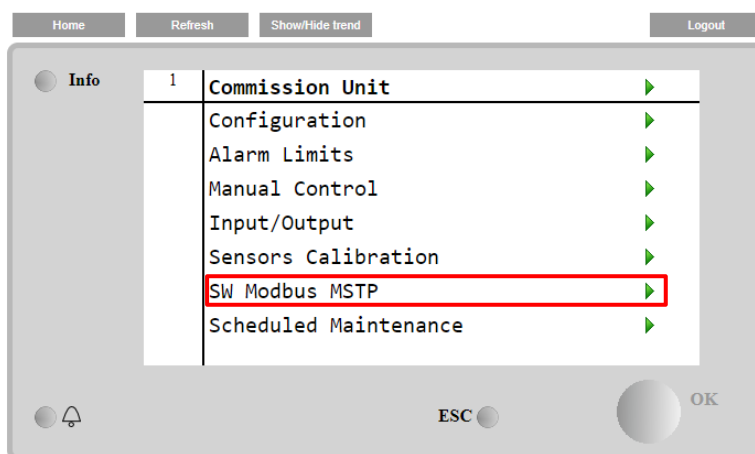 Home Refresh Show/Hide trend Logout
Info
1 Commission Unit
Configuration
Alarm Limits
Manual Control
Input/Output
Sensors Calibration
SW Modbus MSTP
Scheduled Maintenance
ESC OK